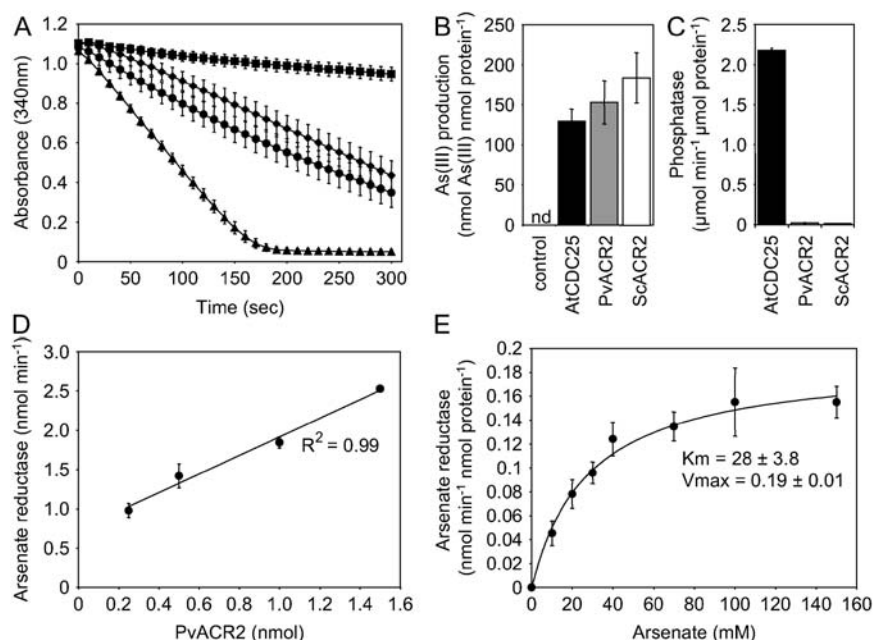 A
Absorbance (340nm)
1.2
1.0
0.8
0.6
0.4
0.2
0
0 50 100 150 200 250 300
Time (sec)
B
As(III) production
(nmol As(III) nmol protein⁻¹)
250
200
150
100
50
0
nd
control
AtCDC25
PvACR2
ScACR2
C
Phosphatase
(µmol min⁻¹ µmol protein⁻¹)
2.5
2.0
1.5
1.0
0.5
0
AtCDC25
PvACR2
ScACR2
D
Arsenate reductase (nmol min⁻¹)
3.0
2.5
2.0
1.5
1.0
0.5
0
R² = 0.99
0 0.2 0.4 0.6 0.8 1.0 1.2 1.4 1.6
PvACR2 (nmol)
E
Arsenate reductase
(nmol min⁻¹ nmol protein⁻¹)
0.2
0.18
0.16
0.14
0.12
0.1
0.08
0.06
0.04
0.02
0
Km = 28 ± 3.8
Vmax = 0.19 ± 0.01
0 20 40 60 80 100 120 140 160
Arsenate (mM)